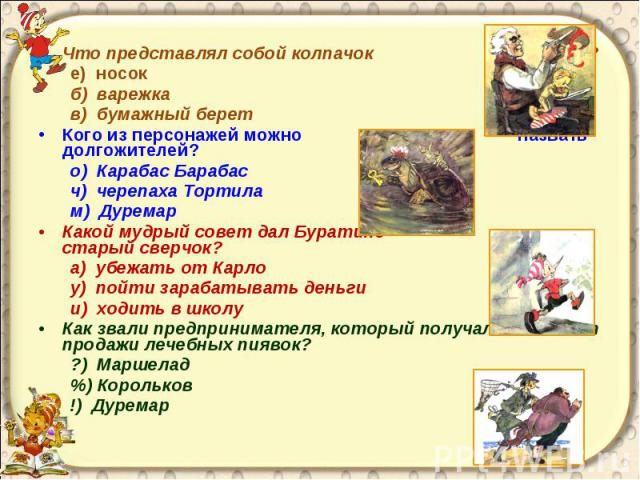 Что представлял собой колпачок
е) носок
б) варежка
в) бумажный берет
• Кого из персонажей можно назвать
долгожителей?
о) Карабас Барабас
ч) черепаха Тортила
м) Дуремар
• Какой мудрый совет дал
старый сверчок?
а) убежать от Карло
у) пойти зарабатывать деньги
и) ходить в школу
• Как звали предпринимателя, который
продажи лечебных пиявок?
?) Маршелад
%) Корольков
!) Дуремар
PPT4WEB.ru